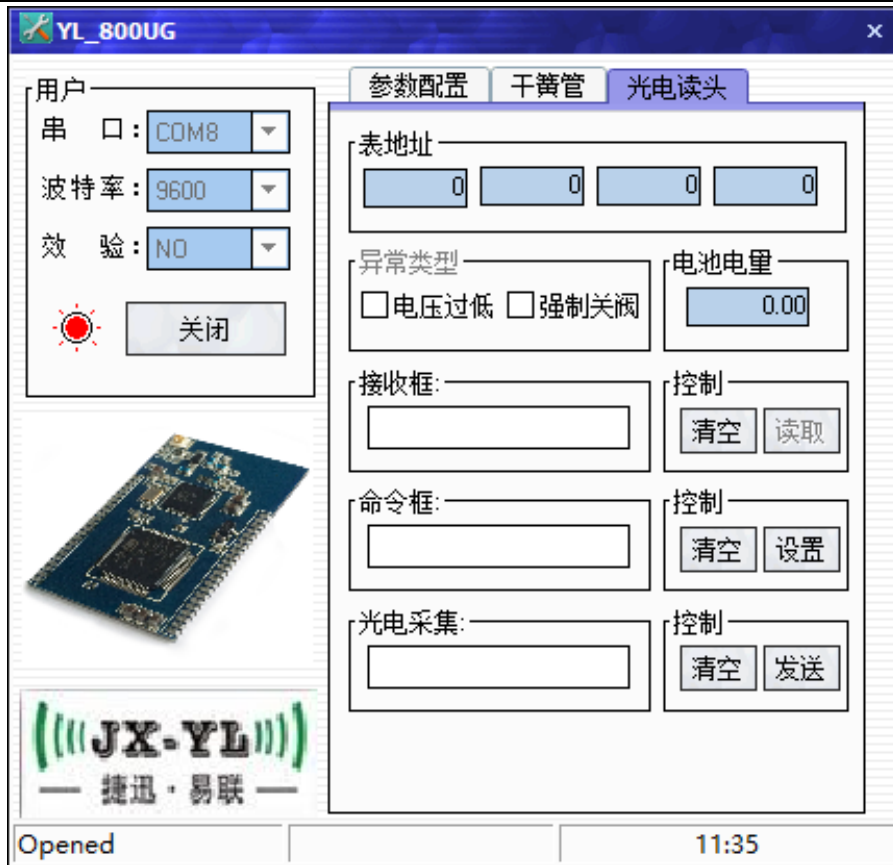 YL_800UG
×
用户
串 口：COM8
波特率：9600
效 验：NO
关闭
JX-YL
捷迅·易联
参数配置 干簧管 光电读头
表地址
0 0 0 0
异常类型
电压过低 强制关阀
电池电量
0.00
接收框:
控制
清空 读取
命令框:
控制
清空 设置
光电采集:
控制
清空 发送
Opened
11:35